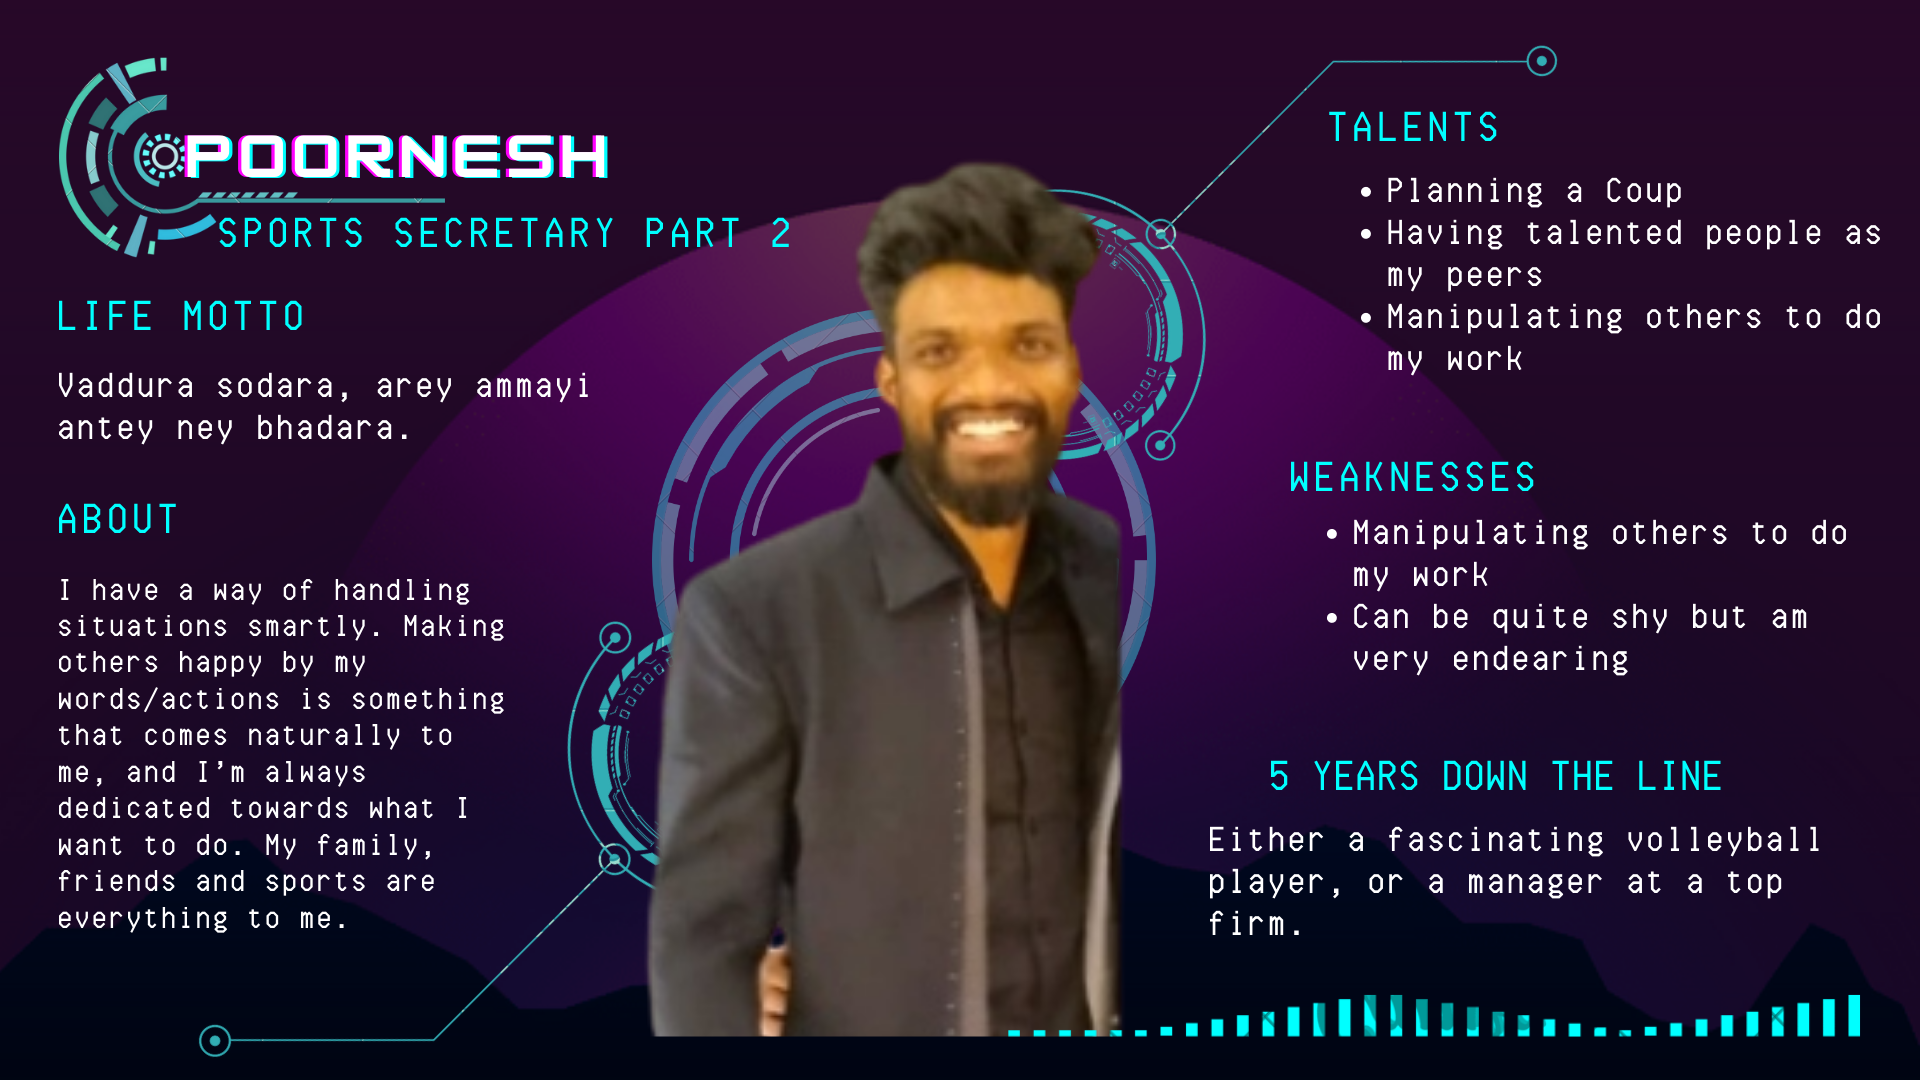 POORNESH
SPORTS SECRETARY PART 2
LIFE MOTTO
Vaddura sodara, arey ammayi
antey ney bhadara.
ABOUT
I have a way of handling
situations smartly. Making
others happy by my
words/actions is something
that comes naturally to
me, and I'm always
dedicated towards what I
want to do. My family,
friends and sports are
everything to me.
TALENTS
• Planning a Coup
• Having talented people as
my peers
• Manipulating others to do
my work
WEAKNESSES
• Manipulating others to do
my work
• Can be quite shy but am
very endearing
5 YEARS DOWN THE LINE
Either a fascinating volleyball
player, or a manager at a top
firm.